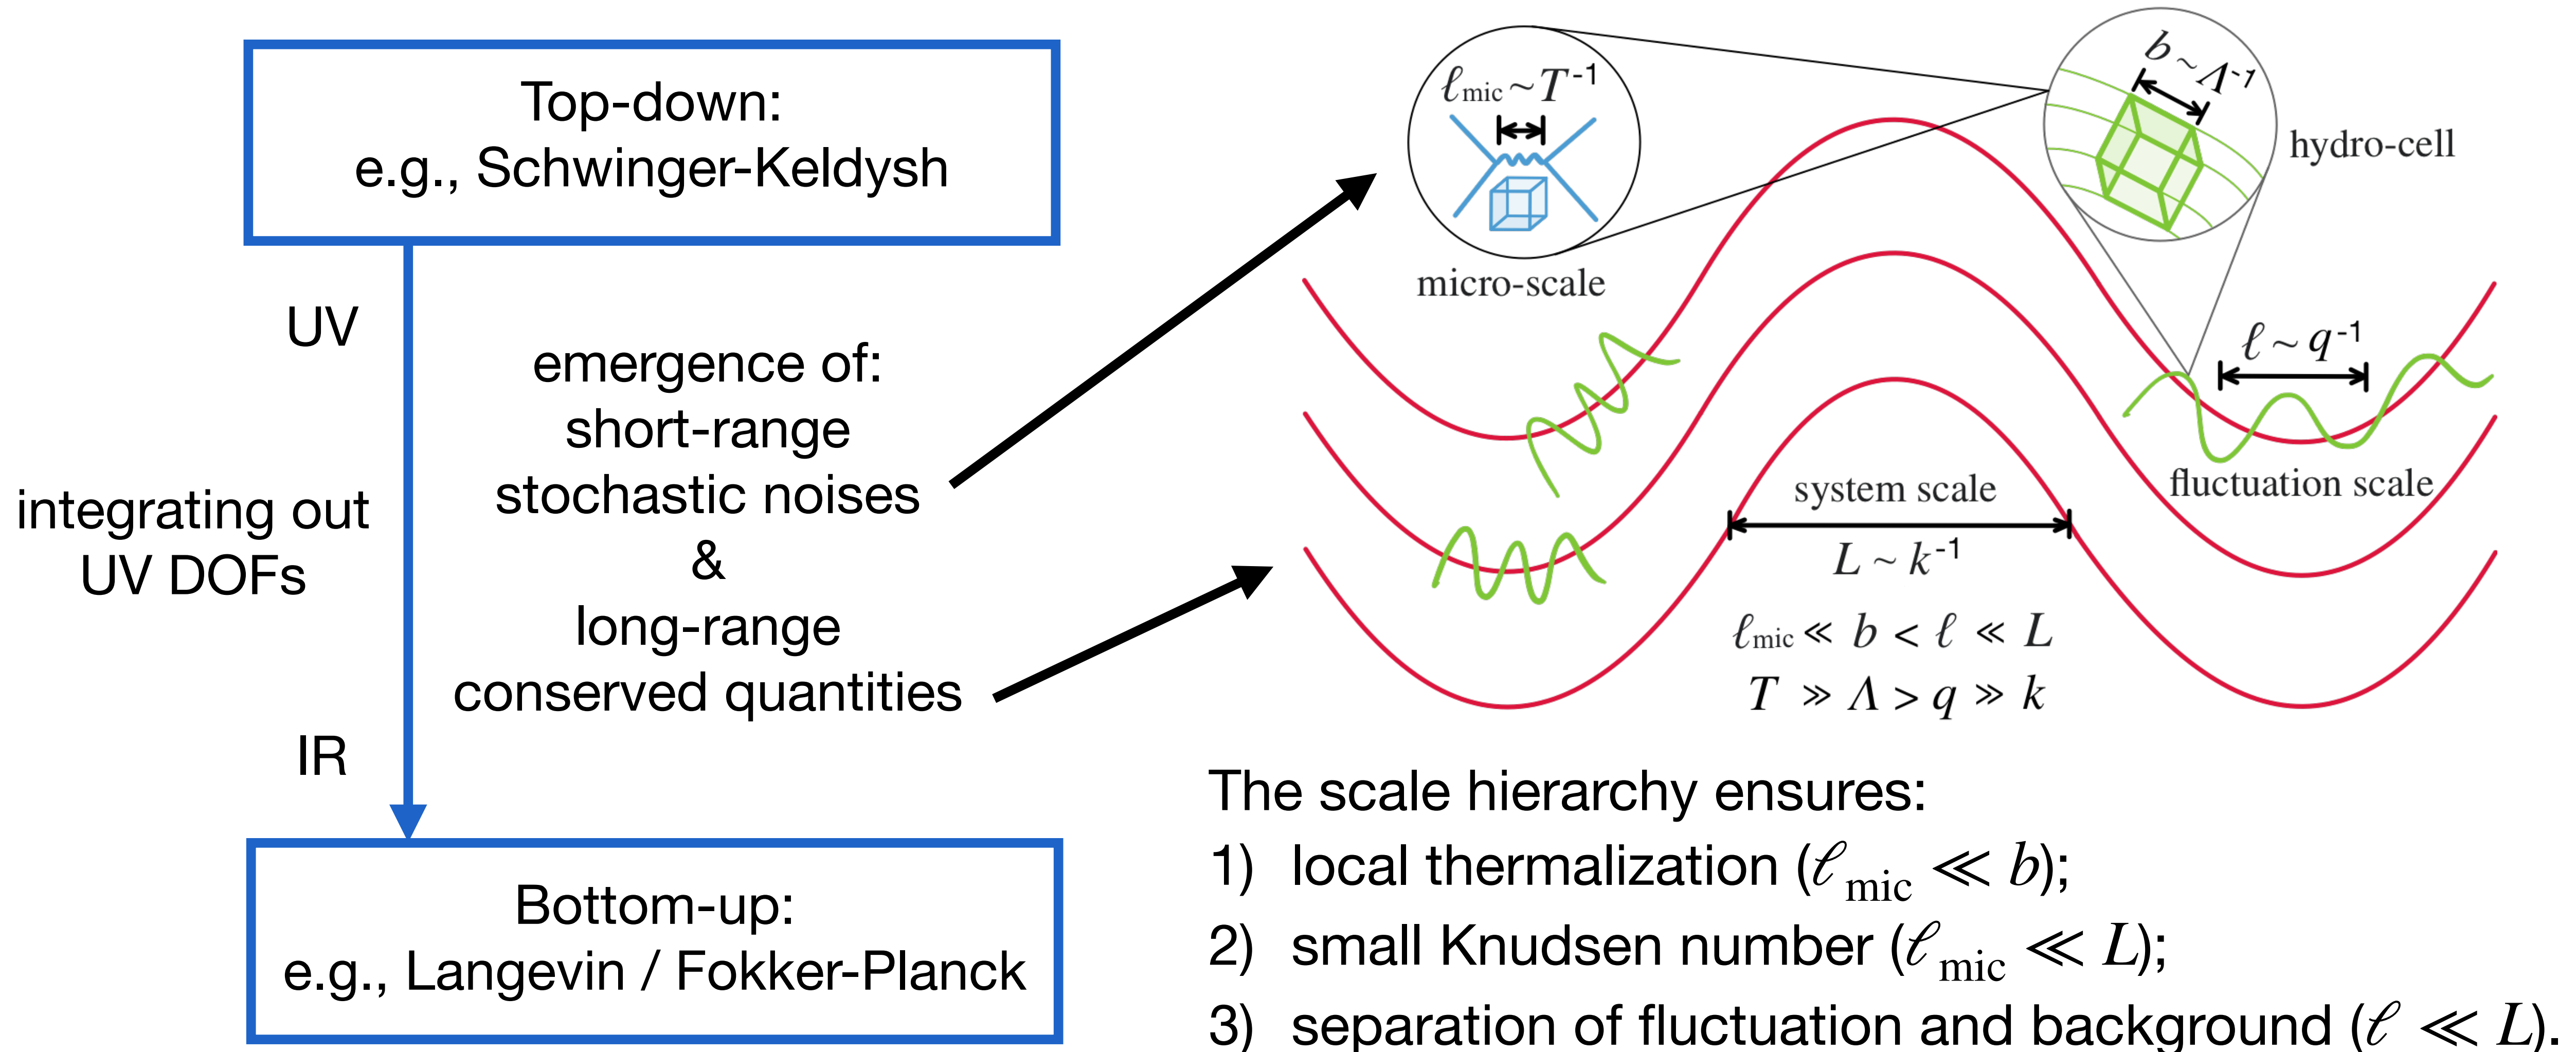 Top-down:
e.g., Schwinger-Keldysh
UV
integrating out
UV DOFs
IR
emergence of:
short-range
stochastic noises
&
long-range
conserved quantities
Bottom-up:
e.g., Langevin / Fokker-Planck
ℓmic ~ T⁻¹
micro-scale
b ~ Λ⁻¹
hydro-cell
ℓ ~ q⁻¹
fluctuation scale
system scale
L ~ k⁻¹
ℓmic ≪ b < ℓ ≪ L
T ≫ Λ > q ≫ k
The scale hierarchy ensures:
1) local thermalization (ℓmic ≪ b);
2) small Knudsen number (ℓmic ≪ L);
3) separation of fluctuation and background (ℓ ≪ L).